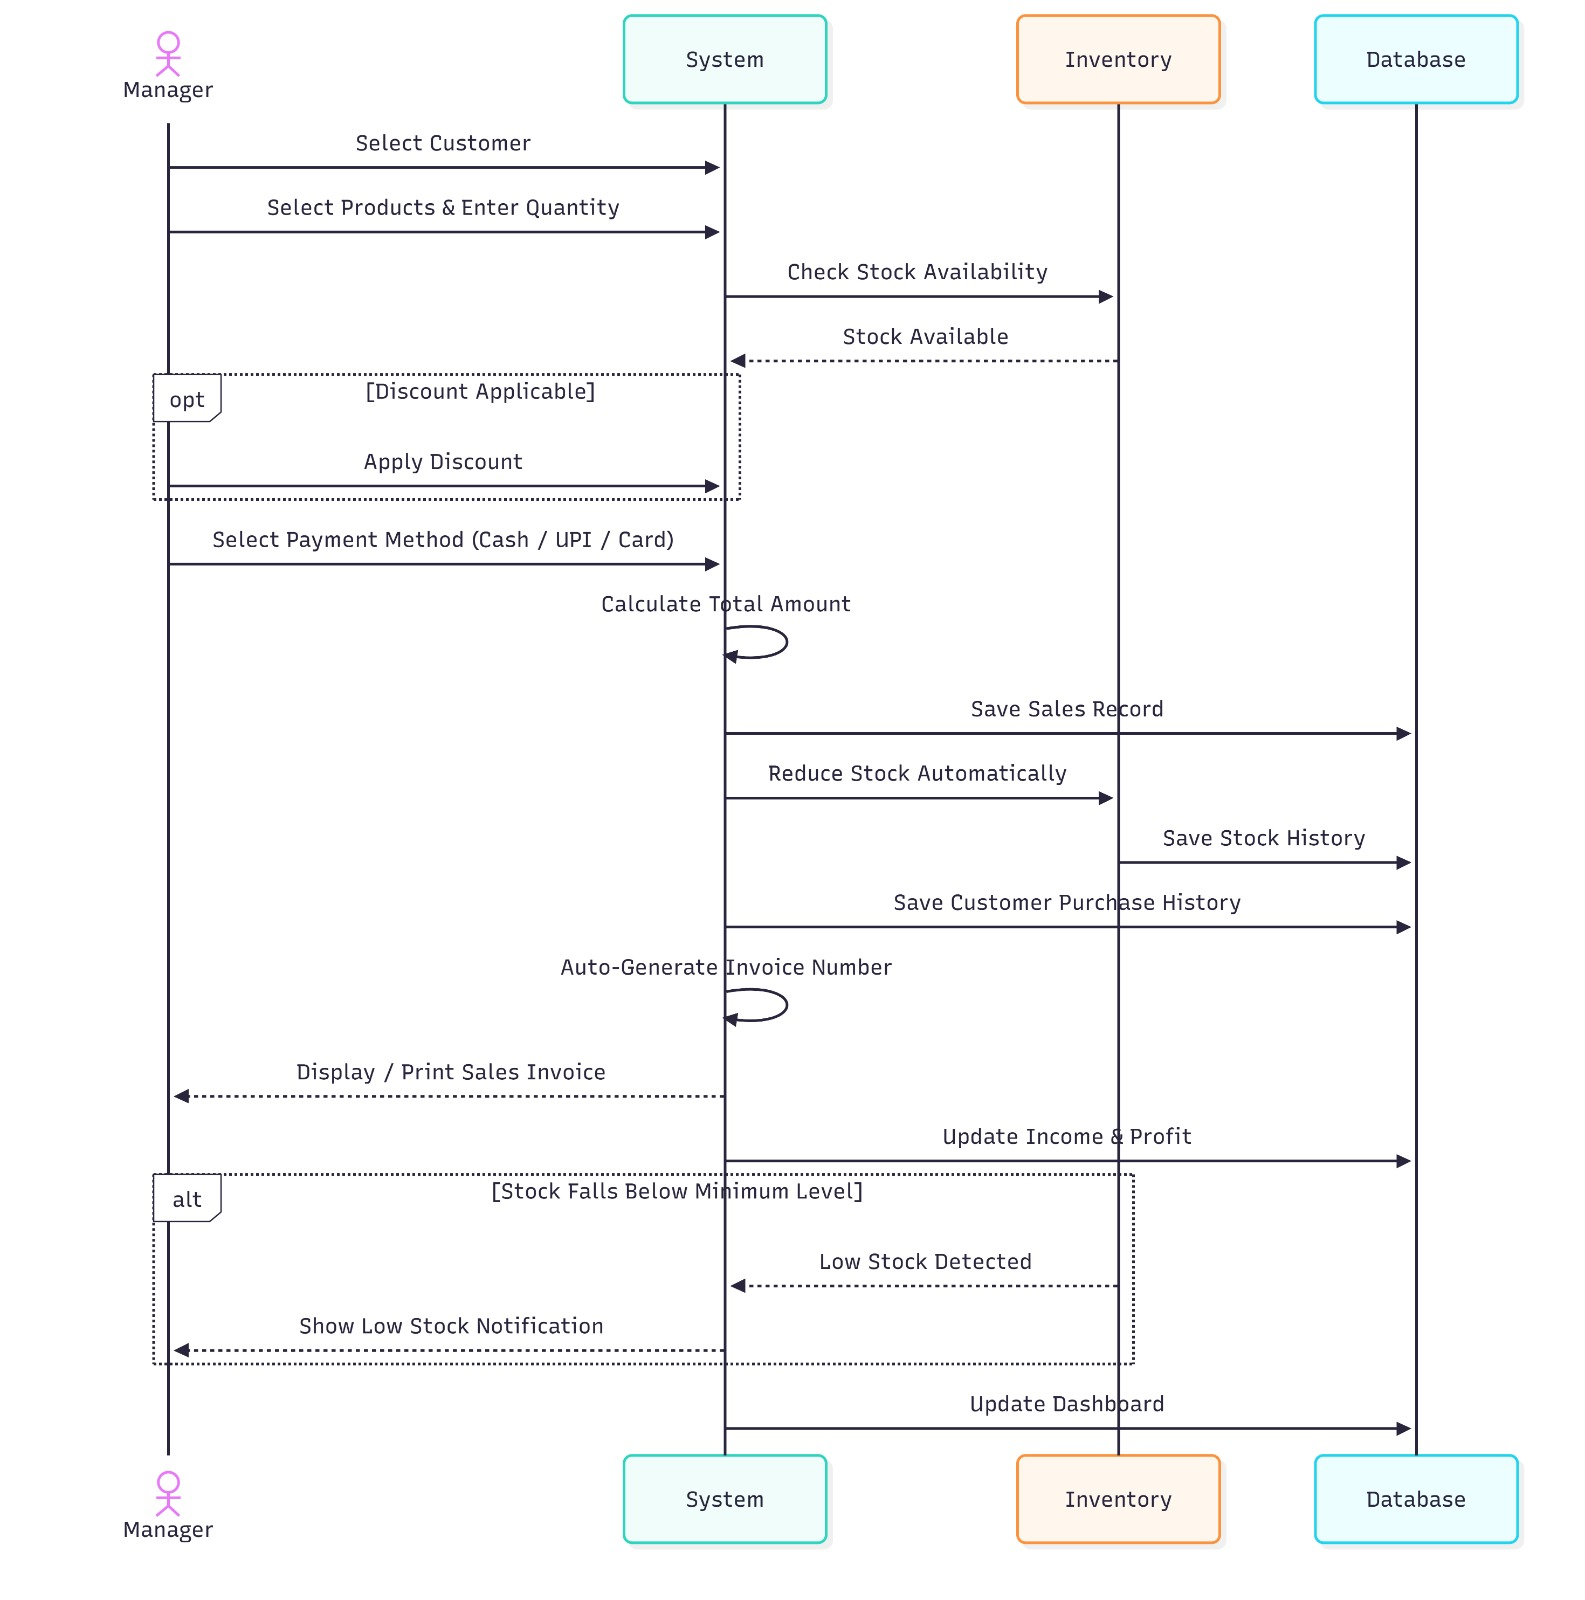 Manager
System
Inventory
Database
Select Customer
Select Products & Enter Quantity
Check Stock Availability
Stock Available
opt
[Discount Applicable]
Apply Discount
Select Payment Method (Cash / UPI / Card)
Calculate Total Amount
Save Sales Record
Reduce Stock Automatically
Save Stock History
Save Customer Purchase History
Auto-Generate Invoice Number
Display / Print Sales Invoice
Update Income & Profit
alt
[Stock Falls Below Minimum Level]
Low Stock Detected
Show Low Stock Notification
Update Dashboard
Manager
System
Inventory
Database